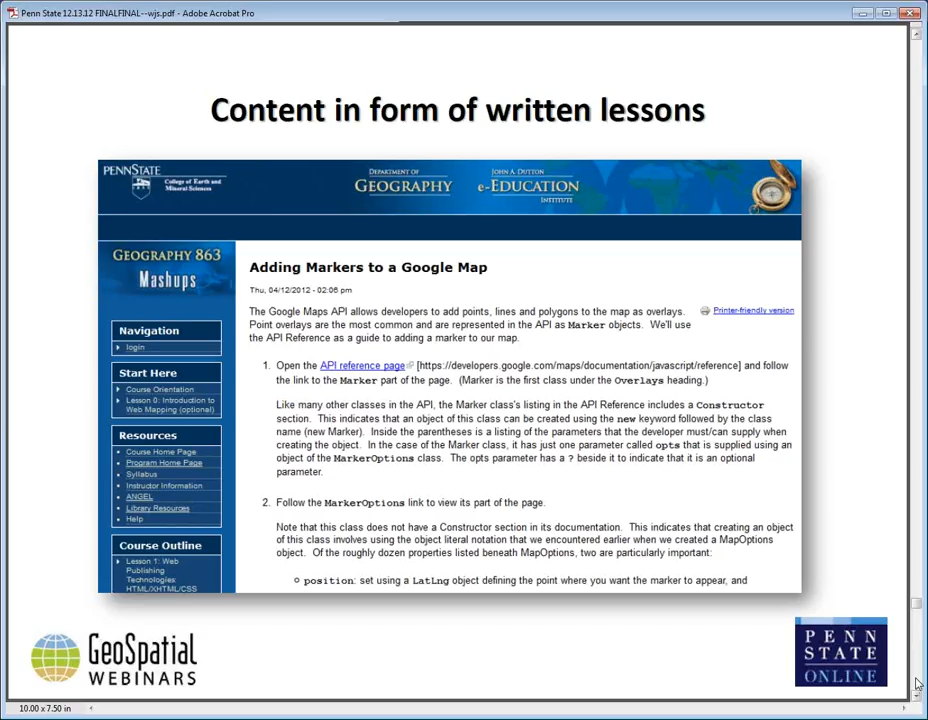 Penn State 12.13.12 FINALFINAL--wjs.pdf - Adobe Acrobat Pro
Content in form of written lessons
PENNSTATE
College of Earth and
Mineral Sciences
DEPARTMENT OF
GEOGRAPHY
JOHN A. DUTTON
e-EDUCATION
INSTITUTE
GEOGRAPHY 863
Mashups
Navigation
login
Start Here
Course Orientation
Lesson 0: Introduction to
Web Mapping (optional)
Resources
Course Home Page
Program Home Page
Syllabus
Instructor Information
ANGEL
Library Resources
Help
Course Outline
Lesson 1: Web
Publishing
Technologies:
HTML/XHTML/CSS
Adding Markers to a Google Map
Thu, 04/12/2012 - 02:06 pm
Printer-friendly version
The Google Maps API allows developers to add points, lines and polygons to the map as overlays.
Point overlays are the most common and are represented in the API as Marker objects. We'll use
the API Reference as a guide to adding a marker to our map.
1. Open the API reference page [https://developers.google.com/maps/documentation/javascript/reference] and follow
the link to the Marker part of the page. (Marker is the first class under the Overlays heading.)
Like many other classes in the API, the Marker class's listing in the API Reference includes a Constructor
section. This indicates that an object of this class can be created using the new keyword followed by the class
name (new Marker). Inside the parentheses is a listing of the parameters that the developer must/can supply when
creating the object. In the case of the Marker class, it has just one parameter called opts that is supplied using an
object of the MarkerOptions class. The opts parameter has a ? beside it to indicate that it is an optional
parameter.
2. Follow the MarkerOptions link to view its part of the page.
Note that this class does not have a Constructor section in its documentation. This indicates that creating an object
of this class involves using the object literal notation that we encountered earlier when we created a MapOptions
object. Of the roughly dozen properties listed beneath MapOptions, two are particularly important:
position: set using a LatLng object defining the point where you want the marker to appear, and
GEOSPATIAL
WEBINARS
PENN
STATE
ONLINE
10.00 x 7.50 in